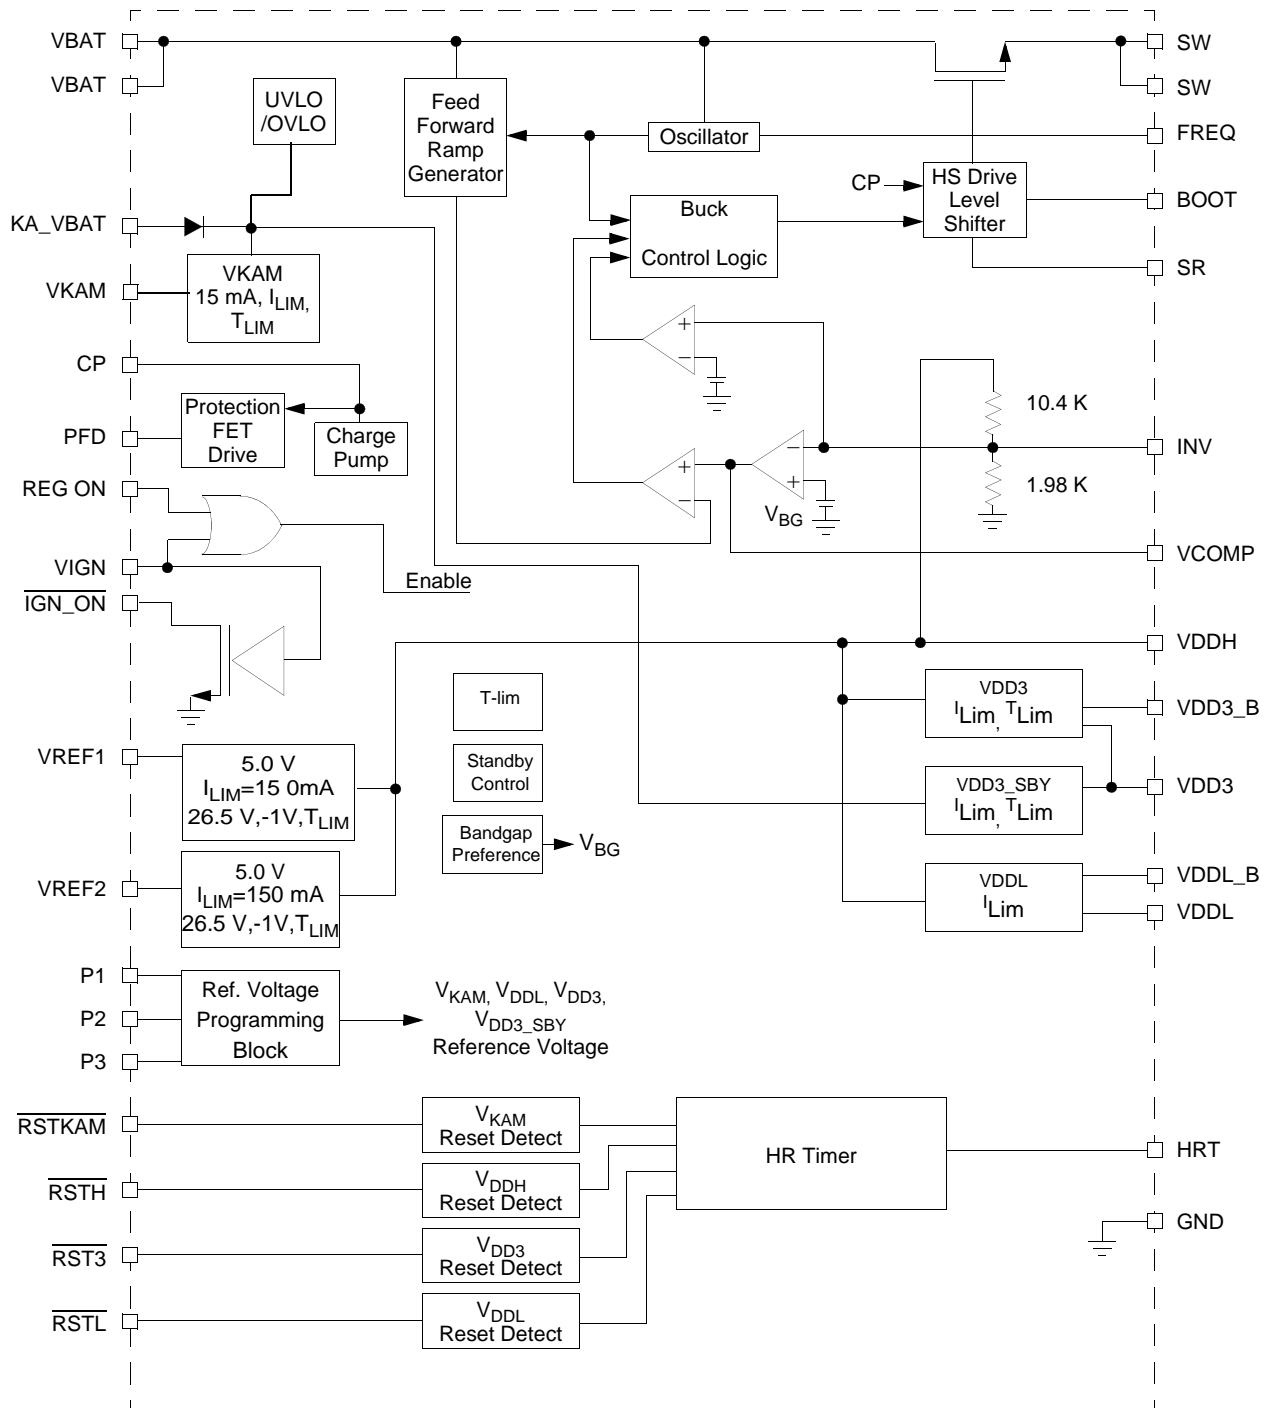 VBAT
VBAT
KA_VBAT
VKAM
CP
PFD
REG ON
VIGN
IGN_ON
VREF1
VREF2
P1
P2
P3
RSTKAM
RSTH
RST3
RSTL
UVLO
/OVLO
VKAM
15 mA, ILIM,
TLIM
Protection
FET
Drive
Charge
Pump
Enable
5.0 V
ILIM=15 0mA
26.5 V,-1V,TLIM
5.0 V
ILIM=150 mA
26.5 V,-1V,TLIM
Ref. Voltage
Programming
Block
VKAM, VDDL, VDD3,
VDD3_SBY
Reference Voltage
Feed
Forward
Ramp
Generator
Oscillator
Buck
Control Logic
CP
HS Drive
Level
Shifter
+
−
+
−
−
+
VBG
10.4 K
1.98 K
T-lim
Standby
Control
Bandgap
Preference
VBG
VDD3
ILim, TLim
VDD3_SBY
ILim, TLim
VDDL
ILim
VKAM
Reset Detect
VDDH
Reset Detect
VDD3
Reset Detect
VDDL
Reset Detect
HR Timer
SW
SW
FREQ
BOOT
SR
INV
VCOMP
VDDH
VDD3_B
VDD3
VDDL_B
VDDL
HRT
GND